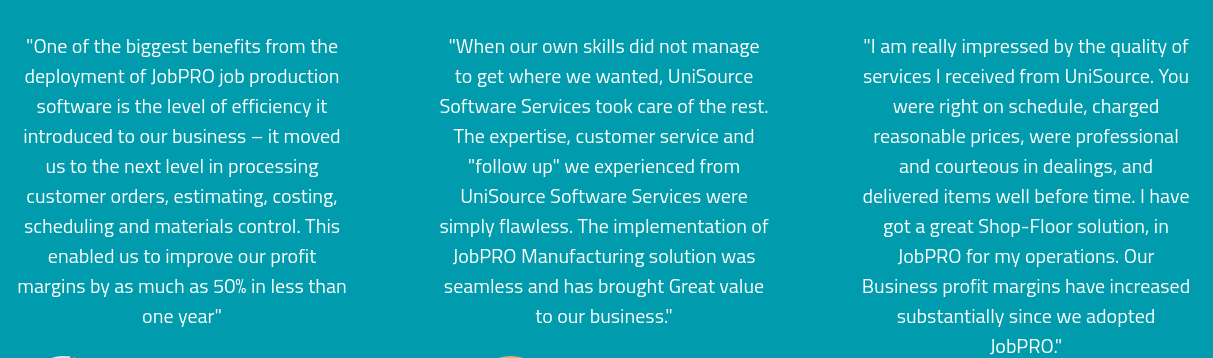 "One of the biggest benefits from the
deployment of JobPRO job production
software is the level of efficiency it
introduced to our business – it moved
us to the next level in processing
customer orders, estimating, costing,
scheduling and materials control. This
enabled us to improve our profit
margins by as much as 50% in less than
one year"
"When our own skills did not manage
to get where we wanted, UniSource
Software Services took care of the rest.
The expertise, customer service and
"follow up" we experienced from
UniSource Software Services were
simply flawless. The implementation of
JobPRO Manufacturing solution was
seamless and has brought Great value
to our business."
"I am really impressed by the quality of
services I received from UniSource. You
were right on schedule, charged
reasonable prices, were professional
and courteous in dealings, and
delivered items well before time. I have
got a great Shop-Floor solution, in
JobPRO for my operations. Our
Business profit margins have increased
substantially since we adopted
JobPRO."